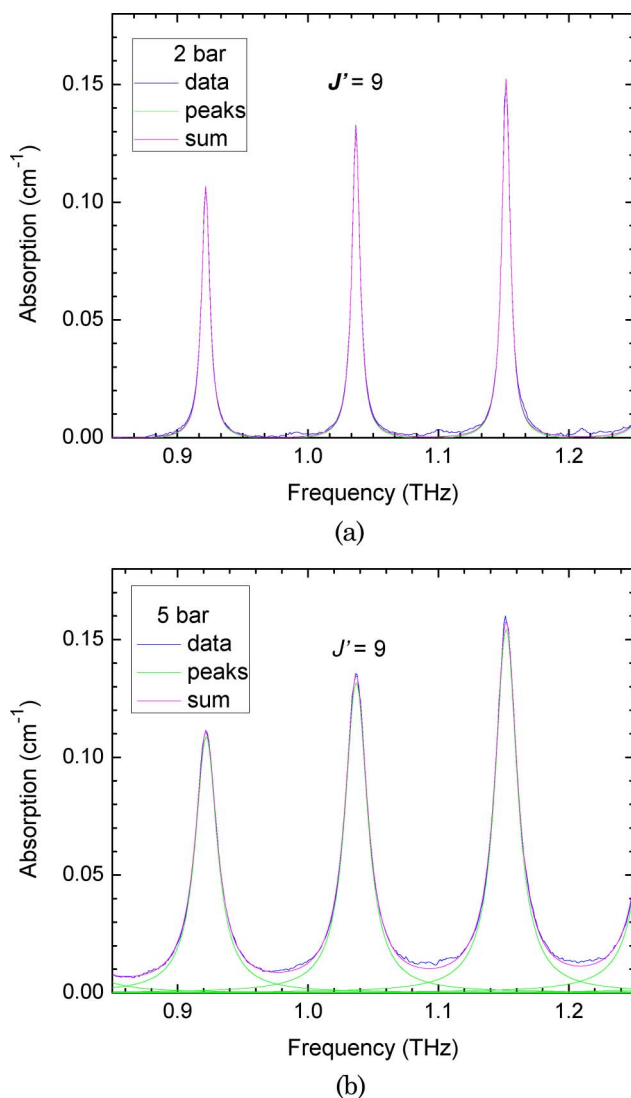 2 bar
data
peaks
sum
J' = 9
0.15
0.10
0.05
0.00
Absorption (cm⁻¹)
0.9 1.0 1.1 1.2
Frequency (THz)
(a)
5 bar
data
peaks
sum
J' = 9
0.15
0.10
0.05
0.00
Absorption (cm⁻¹)
0.9 1.0 1.1 1.2
Frequency (THz)
(b)